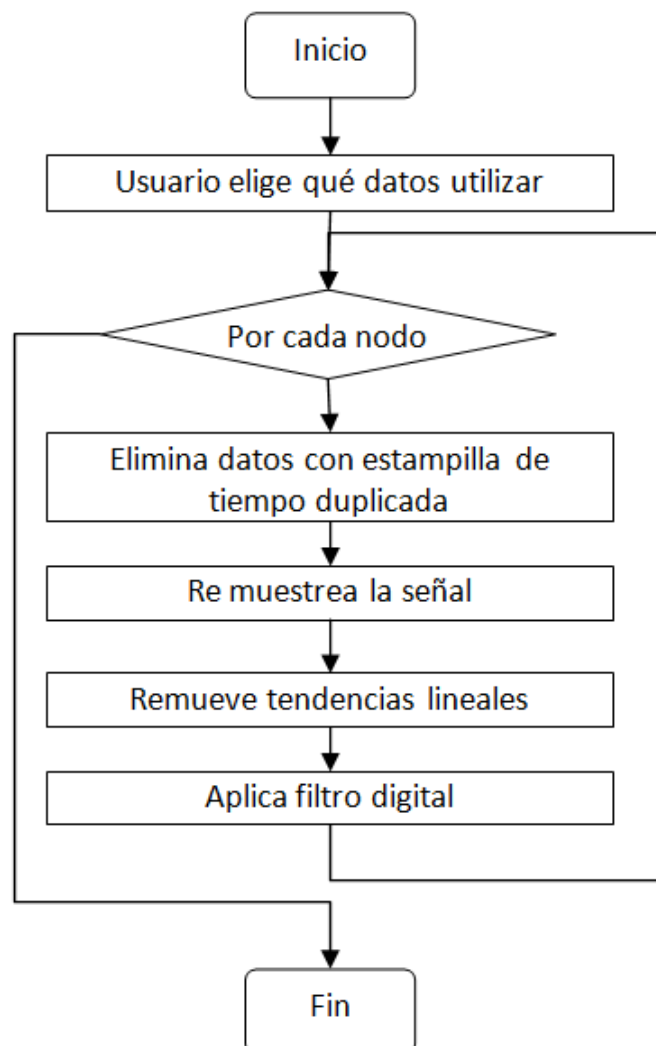 Inicio
Usuario elige qué datos utilizar
Por cada nodo
Elimina datos con estampilla de
tiempo duplicada
Re muestrea la señal
Remueve tendencias lineales
Aplica filtro digital
Fin